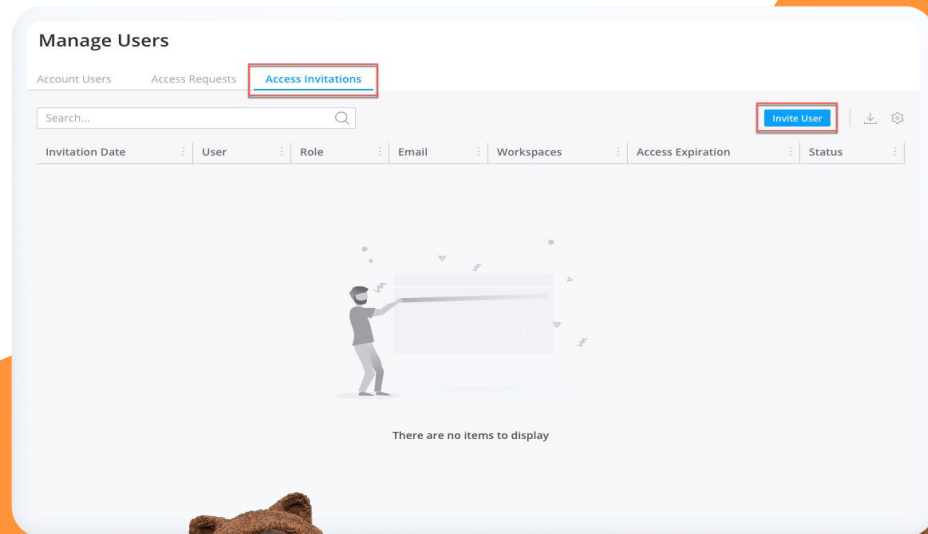 Manage Users
Account Users Access Requests Access Invitations
Search... Invite User
Invitation Date User Role Email Workspaces Access Expiration Status
There are no items to display